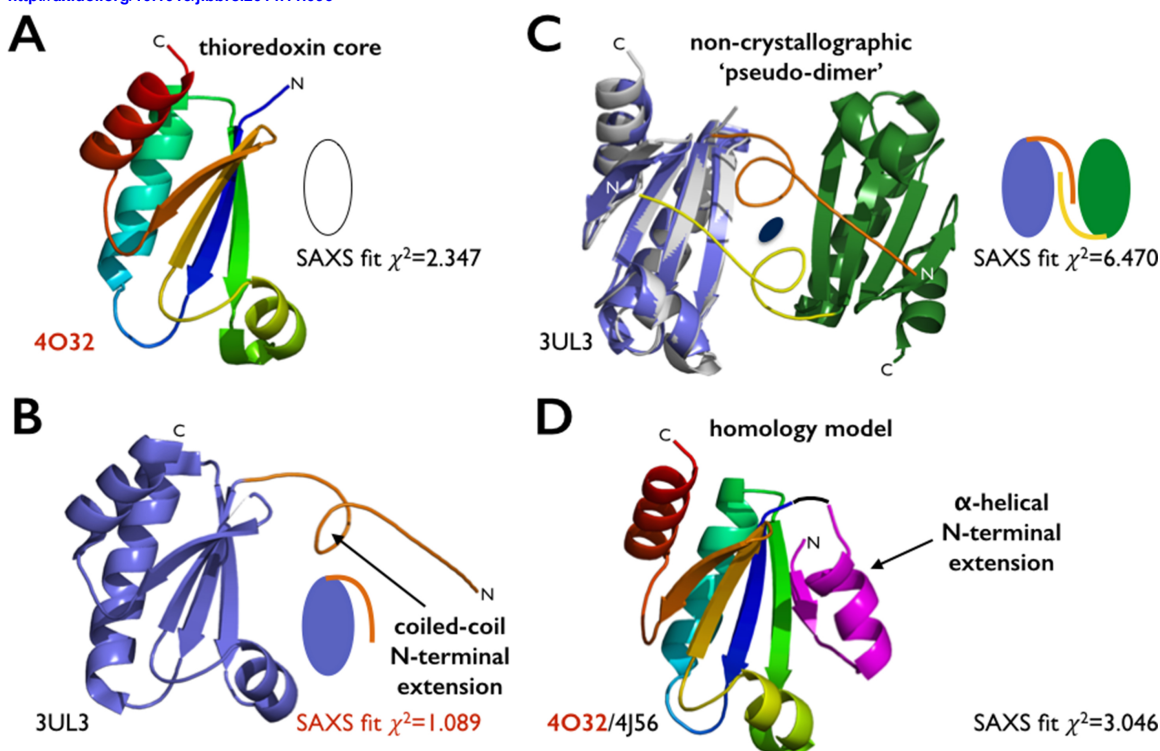 A
C
thioredoxin core
N
SAXS fit χ²=2.347
4O32
B
C
N
coiled-coil
N-terminal
extension
3UL3
SAXS fit χ²=1.089
C
C
non-crystallographic
‘pseudo-dimer’
N
N
SAXS fit χ²=6.470
3UL3
C
D
homology model
C
N
α-helical
N-terminal
extension
4O32/4J56
SAXS fit χ²=3.046